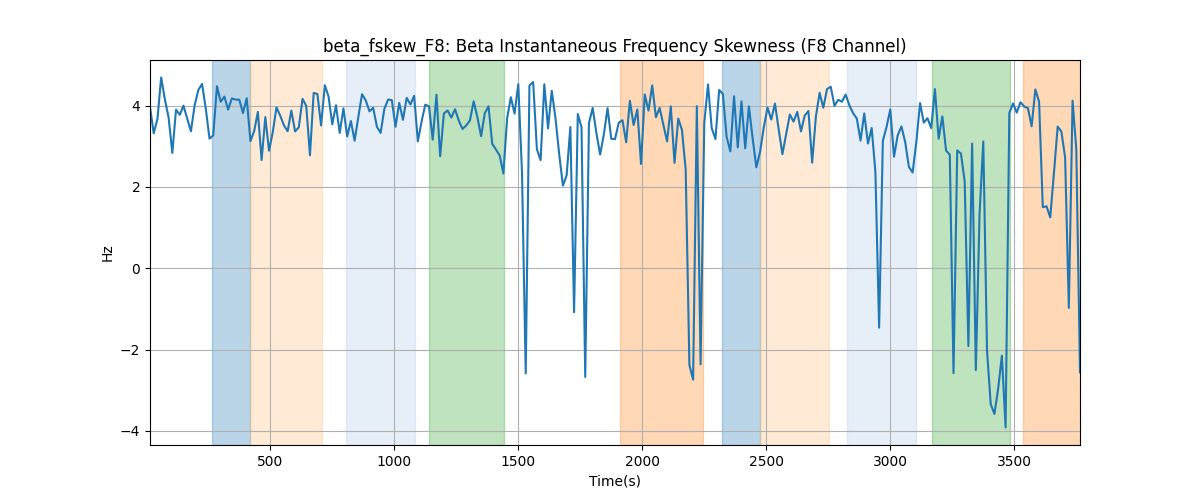 beta_fskew_F8: Beta Instantaneous Frequency Skewness (F8 Channel)
4
2
0
−2
−4
Hz
500 1000 1500 2000 2500 3000 3500
Time(s)